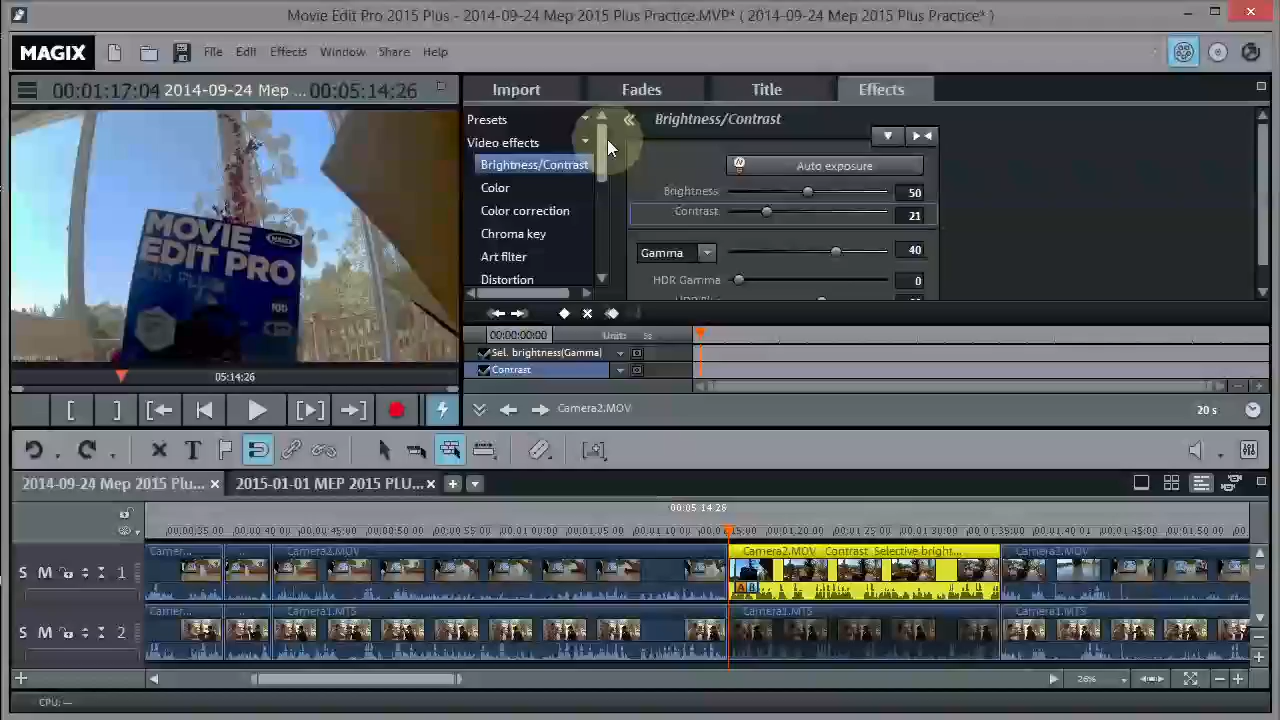 Movie Edit Pro 2015 Plus - 2014-09-24 Mep 2015 Plus Practice.MVP* ( 2014-09-24 Mep 2015 Plus Practice* )
MAGIX File Edit Effects Window Share Help
00:01:17:04 2014-09-24 Mep ... 00:05:14:26
Import Fades Title Effects
Presets
Video effects
Brightness/Contrast
Color
Color correction
Chroma key
Art filter
Distortion
Brightness/Contrast
Auto exposure
Brightness: 50
Contrast: 21
Gamma 40
HDR Gamma 0
MOVIE
EDIT PRO
MAGIX
05:14:26
00:00:00:00 Unit:
Sel. brightness(Gamma)
Contrast
Camera2.MOV 20 s
2014-09-24 Mep 2015 Plu... 2015-01-01 MEP 2015 PLU...
00:05 14:26
S M 1
Camer... ... Camera2.MOV Camera2.MOV Contrast Selective bright... Camera2.MOV
A B
S M 2
Camer... ... Camera1.MTS Camera1.MTS Camera1.MTS
26%
CPU: —